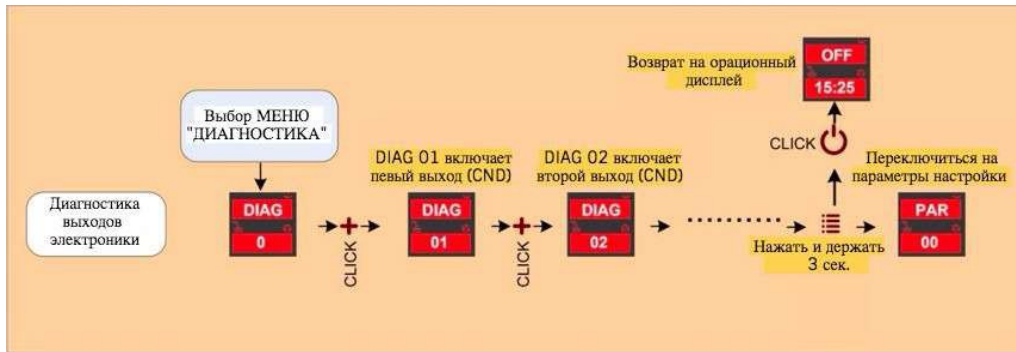 Возврат на орационный
дисплей
OFF
15:25
CLICK
Выбор МЕНЮ
"ДИАГНОСТИКА"
DIAG 01 включает
певый выход (CND)
DIAG 02 включает
второй выход (CND)
Переключиться на
параметры настройки
Диагностика
выходов
электроники
DIAG
0
CLICK
DIAG
01
CLICK
DIAG
02
Нажать и держать
3 сек.
PAR
00